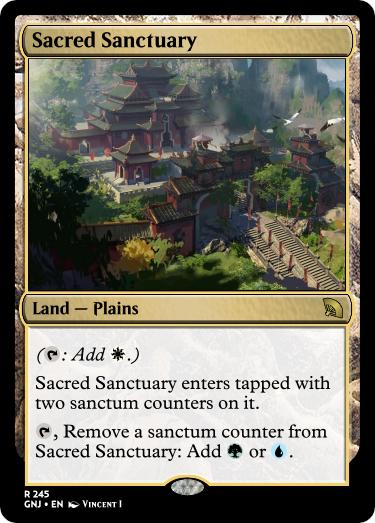 Sacred Sanctuary
Land — Plains
(: Add .)
Sacred Sanctuary enters tapped with
two sanctum counters on it.
, Remove a sanctum counter from
Sacred Sanctuary: Add or .
R 245
GNJ • EN Vincent I